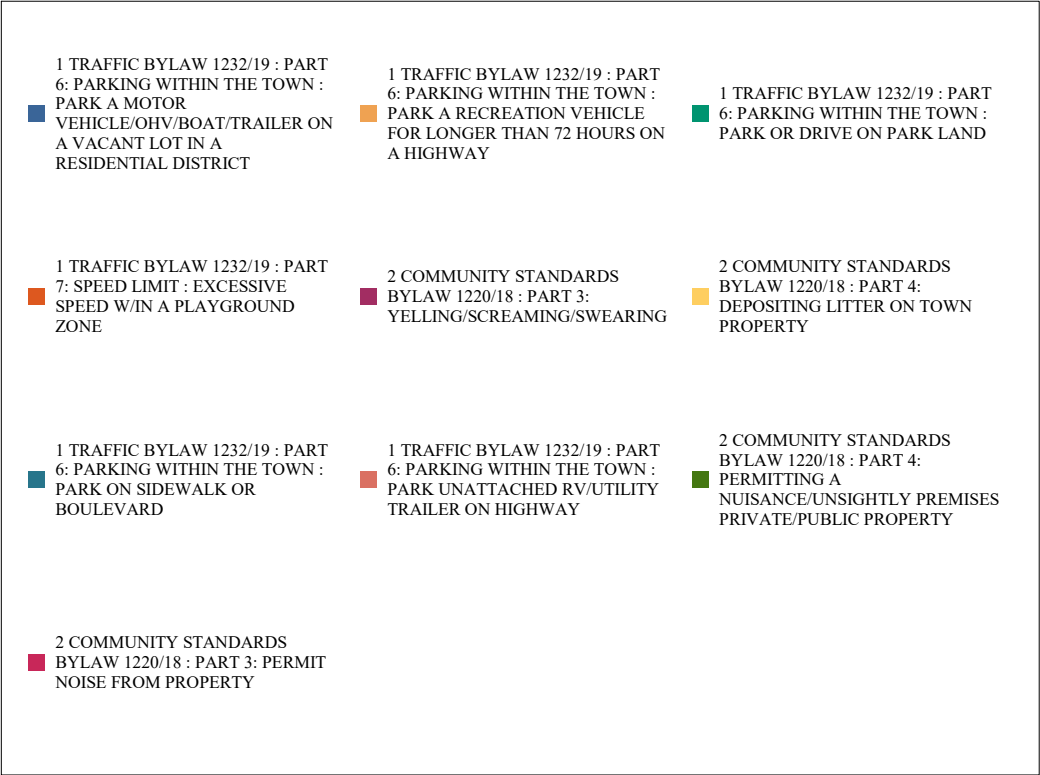 1 TRAFFIC BYLAW 1232/19 : PART
6: PARKING WITHIN THE TOWN :
PARK A MOTOR
VEHICLE/OHV/BOAT/TRAILER ON
A VACANT LOT IN A
RESIDENTIAL DISTRICT
1 TRAFFIC BYLAW 1232/19 : PART
6: PARKING WITHIN THE TOWN :
PARK A RECREATION VEHICLE
FOR LONGER THAN 72 HOURS ON
A HIGHWAY
1 TRAFFIC BYLAW 1232/19 : PART
6: PARKING WITHIN THE TOWN :
PARK OR DRIVE ON PARK LAND
1 TRAFFIC BYLAW 1232/19 : PART
7: SPEED LIMIT : EXCESSIVE
SPEED W/IN A PLAYGROUND
ZONE
2 COMMUNITY STANDARDS
BYLAW 1220/18 : PART 3:
YELLING/SCREAMING/SWEARING
2 COMMUNITY STANDARDS
BYLAW 1220/18 : PART 4:
DEPOSITING LITTER ON TOWN
PROPERTY
1 TRAFFIC BYLAW 1232/19 : PART
6: PARKING WITHIN THE TOWN :
PARK ON SIDEWALK OR
BOULEVARD
1 TRAFFIC BYLAW 1232/19 : PART
6: PARKING WITHIN THE TOWN :
PARK UNATTACHED RV/UTILITY
TRAILER ON HIGHWAY
2 COMMUNITY STANDARDS
BYLAW 1220/18 : PART 4:
PERMITTING A
NUISANCE/UNSIGHTLY PREMISES
PRIVATE/PUBLIC PROPERTY
2 COMMUNITY STANDARDS
BYLAW 1220/18 : PART 3: PERMIT
NOISE FROM PROPERTY